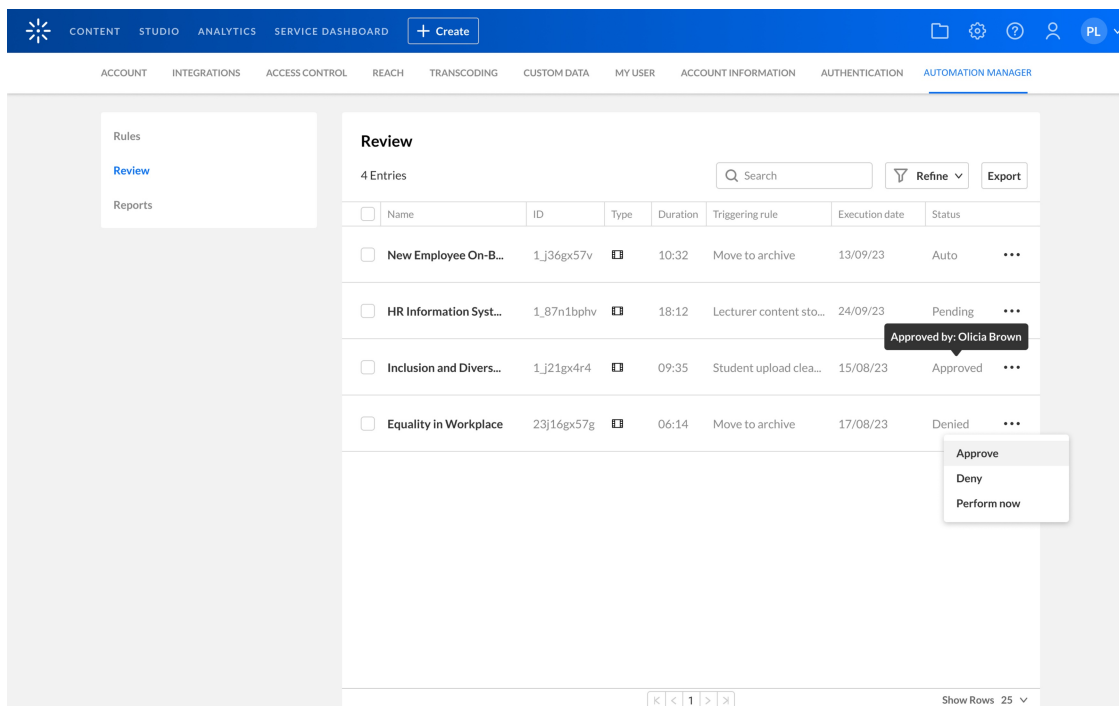 CONTENT STUDIO ANALYTICS SERVICE DASHBOARD + Create PL
ACCOUNT INTEGRATIONS ACCESS CONTROL REACH TRANSCODING CUSTOM DATA MY USER ACCOUNT INFORMATION AUTHENTICATION AUTOMATION MANAGER
Rules
Review
Reports
Review
4 Entries
Search
Refine
Export
Name ID Type Duration Triggering rule Execution date Status
New Employee On-B... 1_j36gx57v 10:32 Move to archive 13/09/23 Auto
HR Information Syst... 1_87n1bphv 18:12 Lecturer content sto... 24/09/23 Pending
Approved by: Olicia Brown
Inclusion and Divers... 1_j21gx4r4 09:35 Student upload clea... 15/08/23 Approved
Equality in Workplace 23j16gx57g 06:14 Move to archive 17/08/23 Denied
Approve
Deny
Perform now
1
Show Rows 25